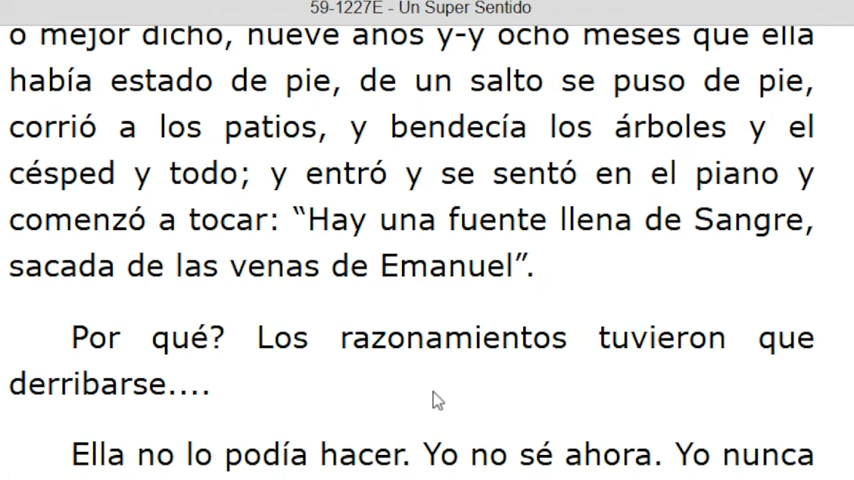 59-1227E - Un Super Sentido
o mejor dicho, nueve años y-y ocho meses que ella
había estado de pie, de un salto se puso de pie,
corrió a los patios, y bendecía los árboles y el
césped y todo; y entró y se sentó en el piano y
comenzó a tocar: “Hay una fuente llena de Sangre,
sacada de las venas de Emanuel”.
Por qué? Los razonamientos tuvieron que
derribarse....
Ella no lo podía hacer. Yo no sé ahora. Yo nunca